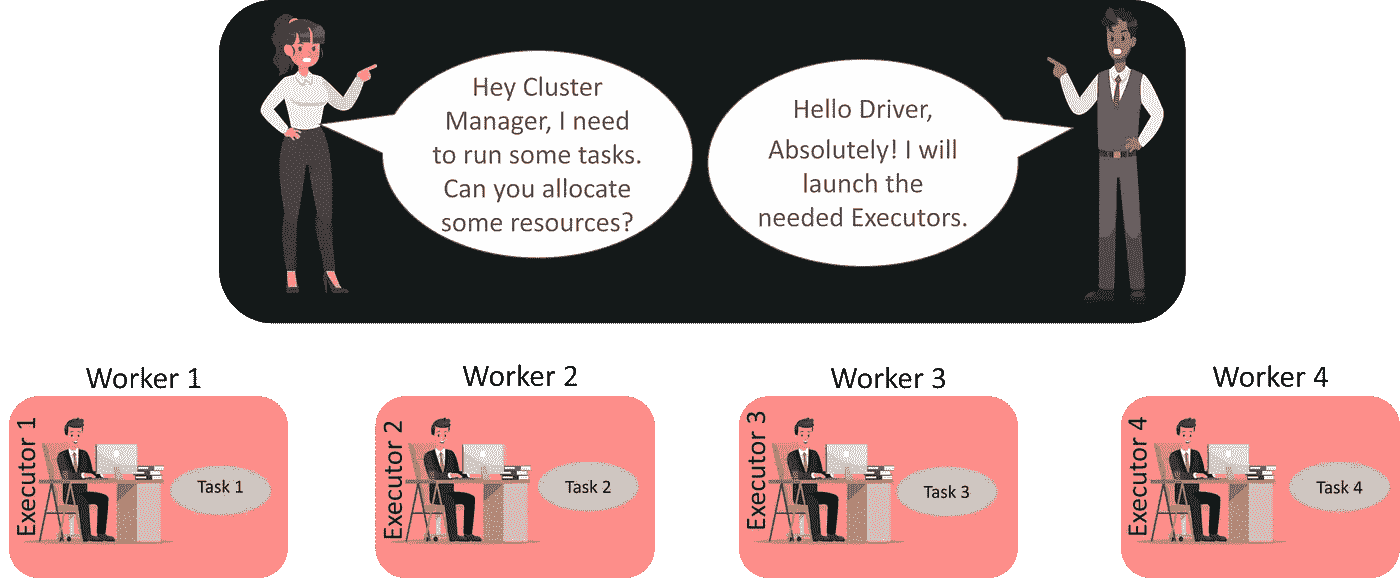 Hey Cluster
Manager, I need
to run some tasks.
Can you allocate
some resources?
Hello Driver,
Absolutely! I will
launch the
needed Executors.
Worker 1
Worker 2
Worker 3
Worker 4
Executor 1
Task 1
Executor 2
Task 2
Executor 3
Task 3
Executor 4
Task 4